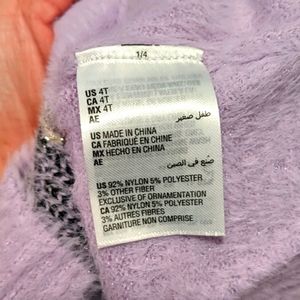 1/4
US 4T
CA 4T
MX 4T
AE طفل صغير
US MADE IN CHINA
CA FABRIQUÉ EN CHINE
MX HECHO EN CHINA
AE صنع في الصين
US 92% NYLON 5% POLYESTER
3% OTHER FIBER
EXCLUSIVE OF ORNAMENTATION
CA 92% NYLON 5% POLYESTER
3% AUTRES FIBRES
GARNITURE NON COMPRISE